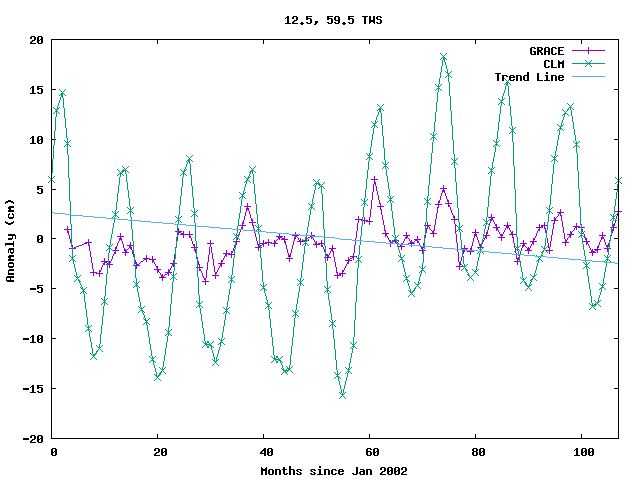 12.5, 59.5 TWS
GRACE
CLM
Trend Line
20
15
10
5
0
-5
-10
-15
-20
Anomaly (cm)
0 20 40 60 80 100
Months since Jan 2002